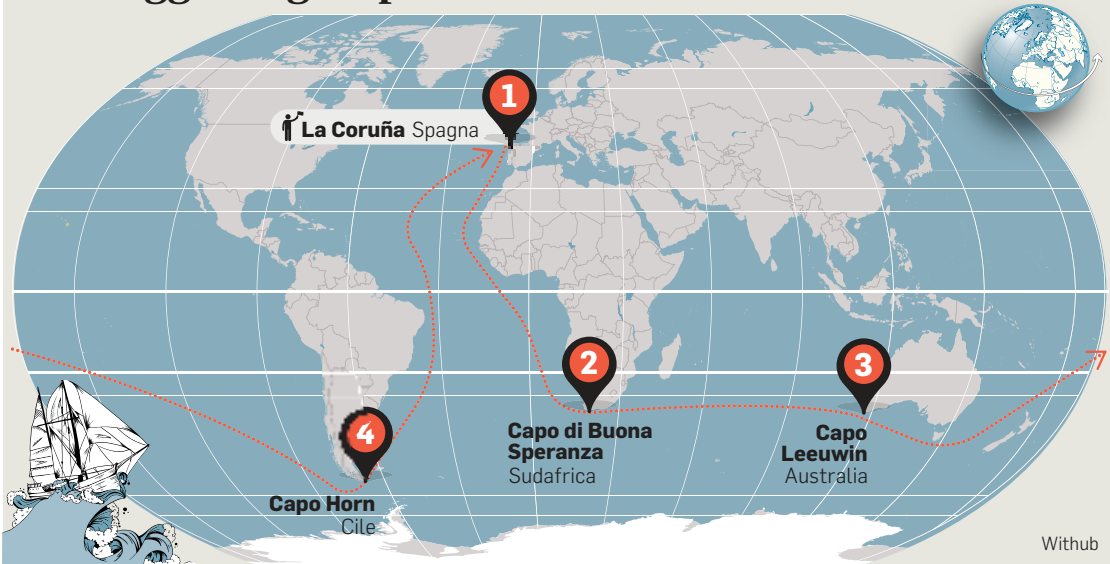 1
La Coruña Spagna
2
3
4
Capo di Buona
Speranza
Sudafrica
Capo
Leeuwin
Australia
Capo Horn
Cile
Withub